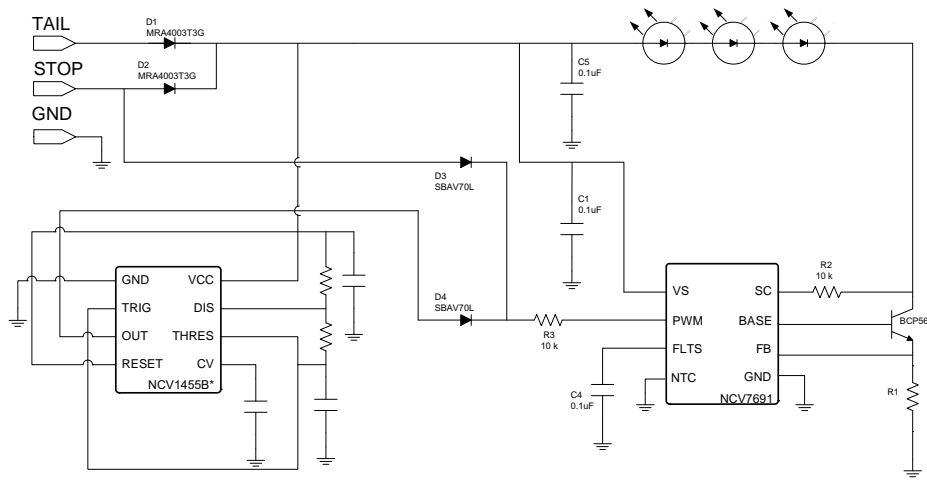 TAIL
D1
MRA4003T3G
STOP
D2
MRA4003T3G
GND
C5
0.1uF
D3
SBAV70L
C1
0.1uF
GND
VCC
TRIG
DIS
OUT
THRES
RESET
CV
NCV1455B*
D4
SBAV70L
R3
10 k
VS
SC
PWM
BASE
FLTS
FB
NTC
GND
NCV7691
R2
10 k
BCP56
C4
0.1uF
R1